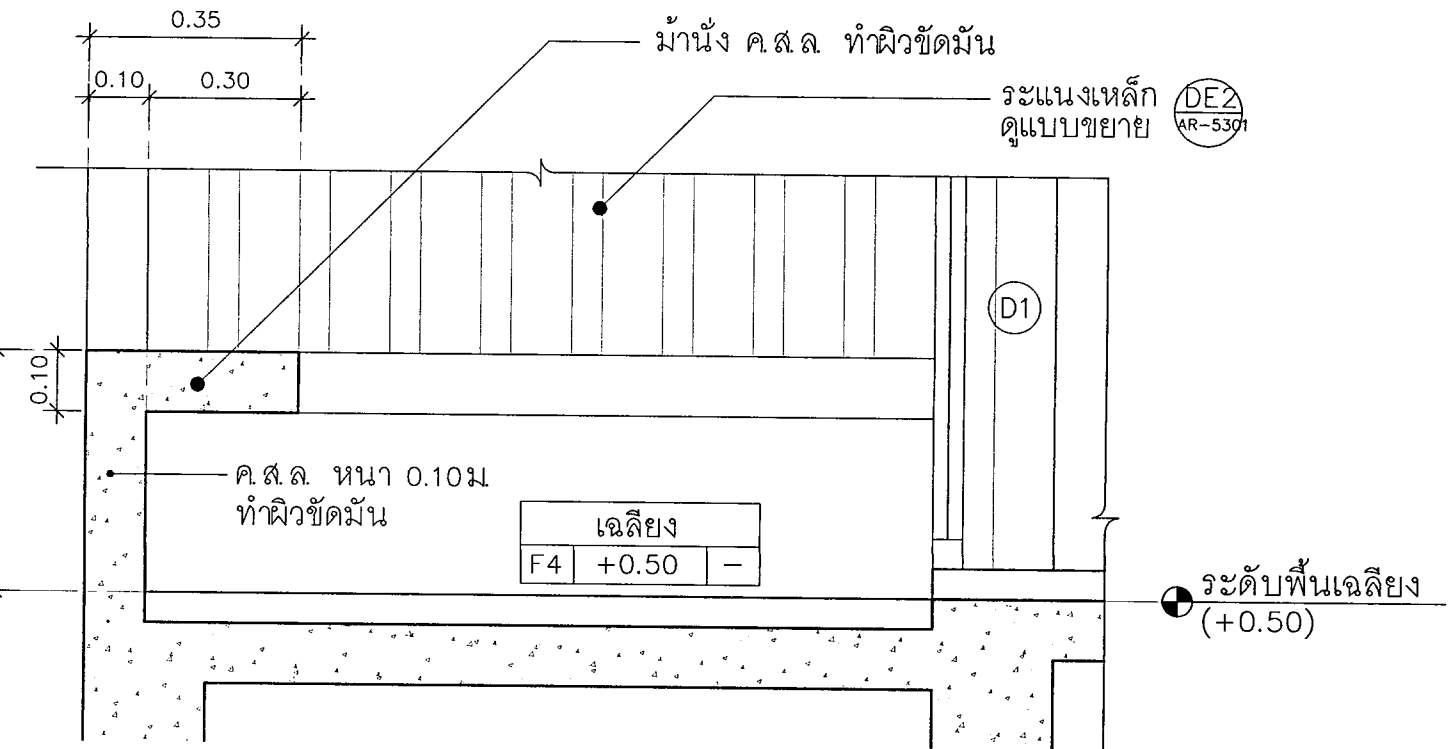 0.35
ม้านั่ง ค.ส.ล. ทำผิวขัดมัน
0.10 0.30
ระแนงเหล็ก
ดูแบบขยาย
DE2
AR-5301
D1
0.10
ค.ส.ล. หนา 0.10ม.
ทำผิวขัดมัน
เฉลียง
F4 +0.50 -
ระดับพื้นเฉลียง
(+0.50)